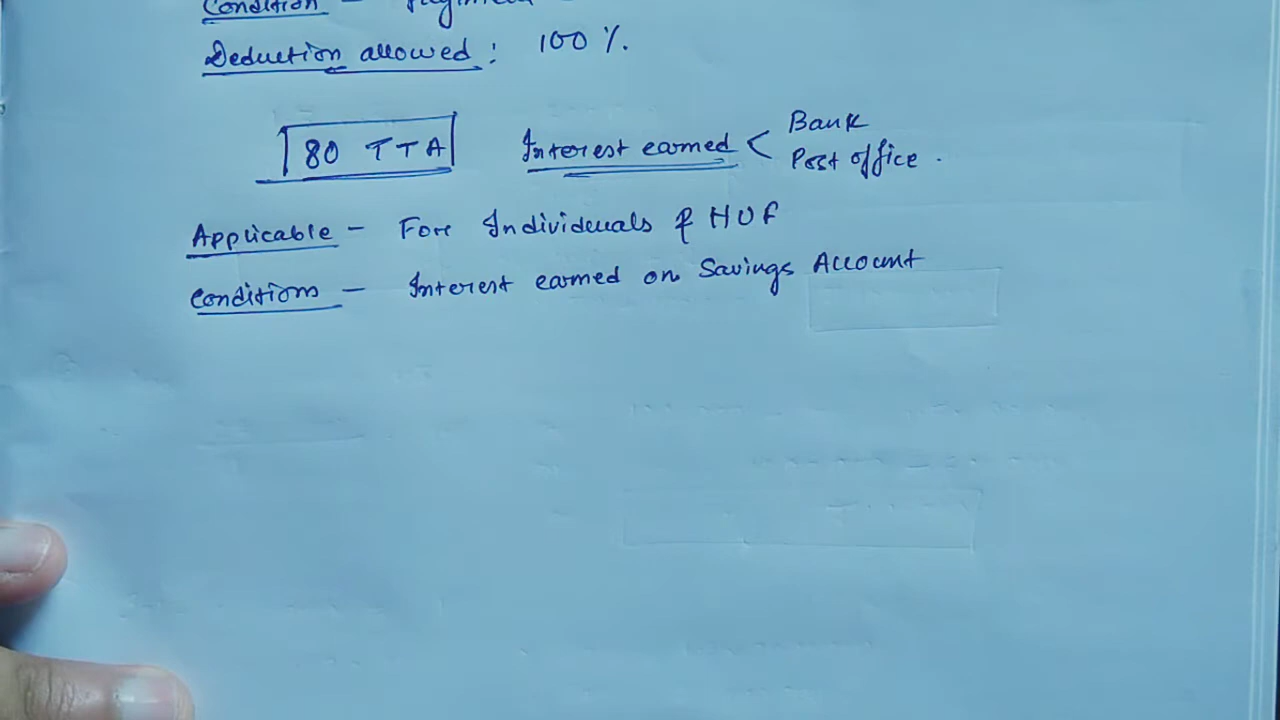 Condition -
Deduction allowed : 100 %.
80 TTA Interest earned < Bank
Post office .
Applicable - For Individuals & HUF
Conditions - Interest earned on Savings Account